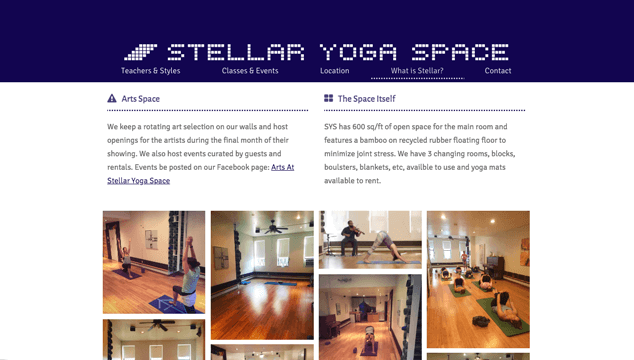 STELLAR YOGA SPACE
Teachers & Styles Classes & Events Location What is Stellar? Contact
Arts Space
We keep a rotating art selection on our walls and host
openings for the artists during the final month of their
showing. We also host events curated by guests and
rentals. Events be posted on our Facebook page: Arts At
Stellar Yoga Space
The Space Itself
SYS has 600 sq/ft of open space for the main room and
features a bamboo on recycled rubber floating floor to
minimize joint stress. We have 3 changing rooms, blocks,
boulsters, blankets, etc, availble to use and yoga mats
available to rent.